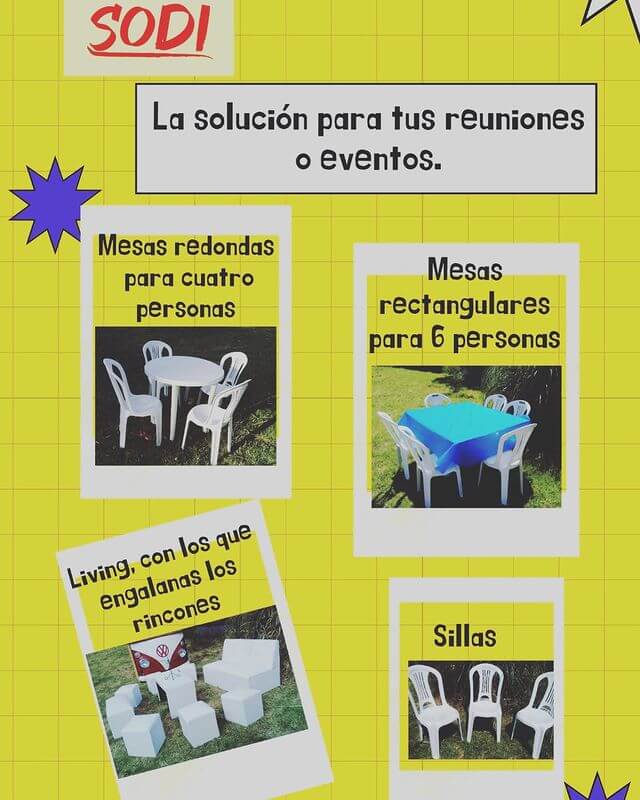 SODI
La solución para tus reuniones
o eventos.
Mesas redondas
para cuatro
personas
Mesas
rectangulares
para 6 personas
Living, con los que
engalanas los
rincones
Sillas